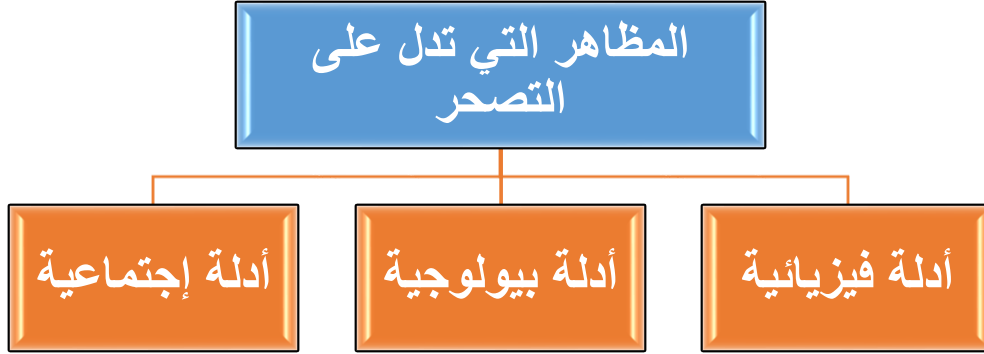 المظاهر التي تدل على
التصحر
أدلة فيزيائية
أدلة بيولوجية
أدلة إجتماعية